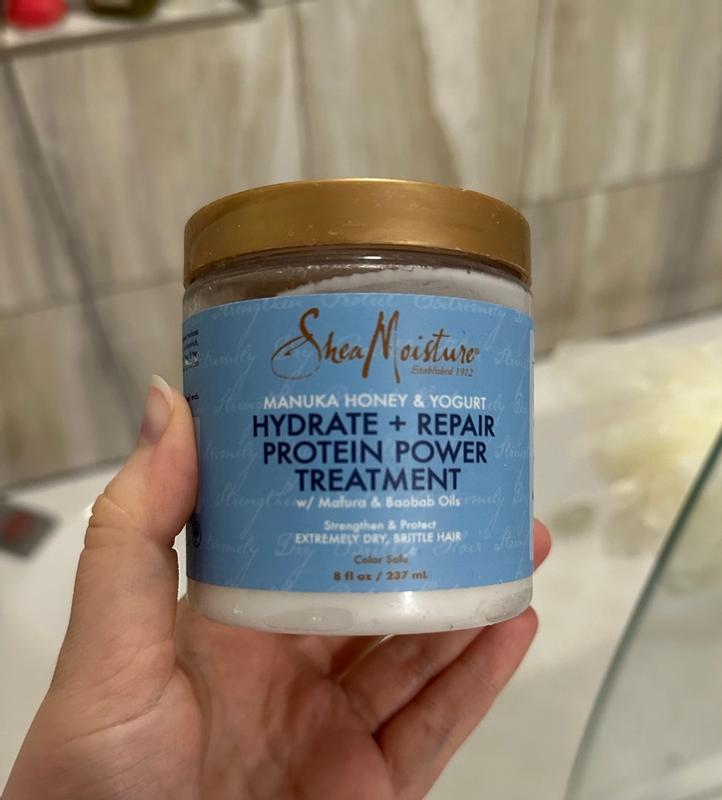 SheaMoisture®
Established 1912
MANUKA HONEY & YOGURT
HYDRATE + REPAIR
PROTEIN POWER
TREATMENT
w/ Mafura & Baobab Oils
Strengthen & Protect
EXTREMELY DRY, BRITTLE HAIR
Color Safe
8 fl oz / 237 mL